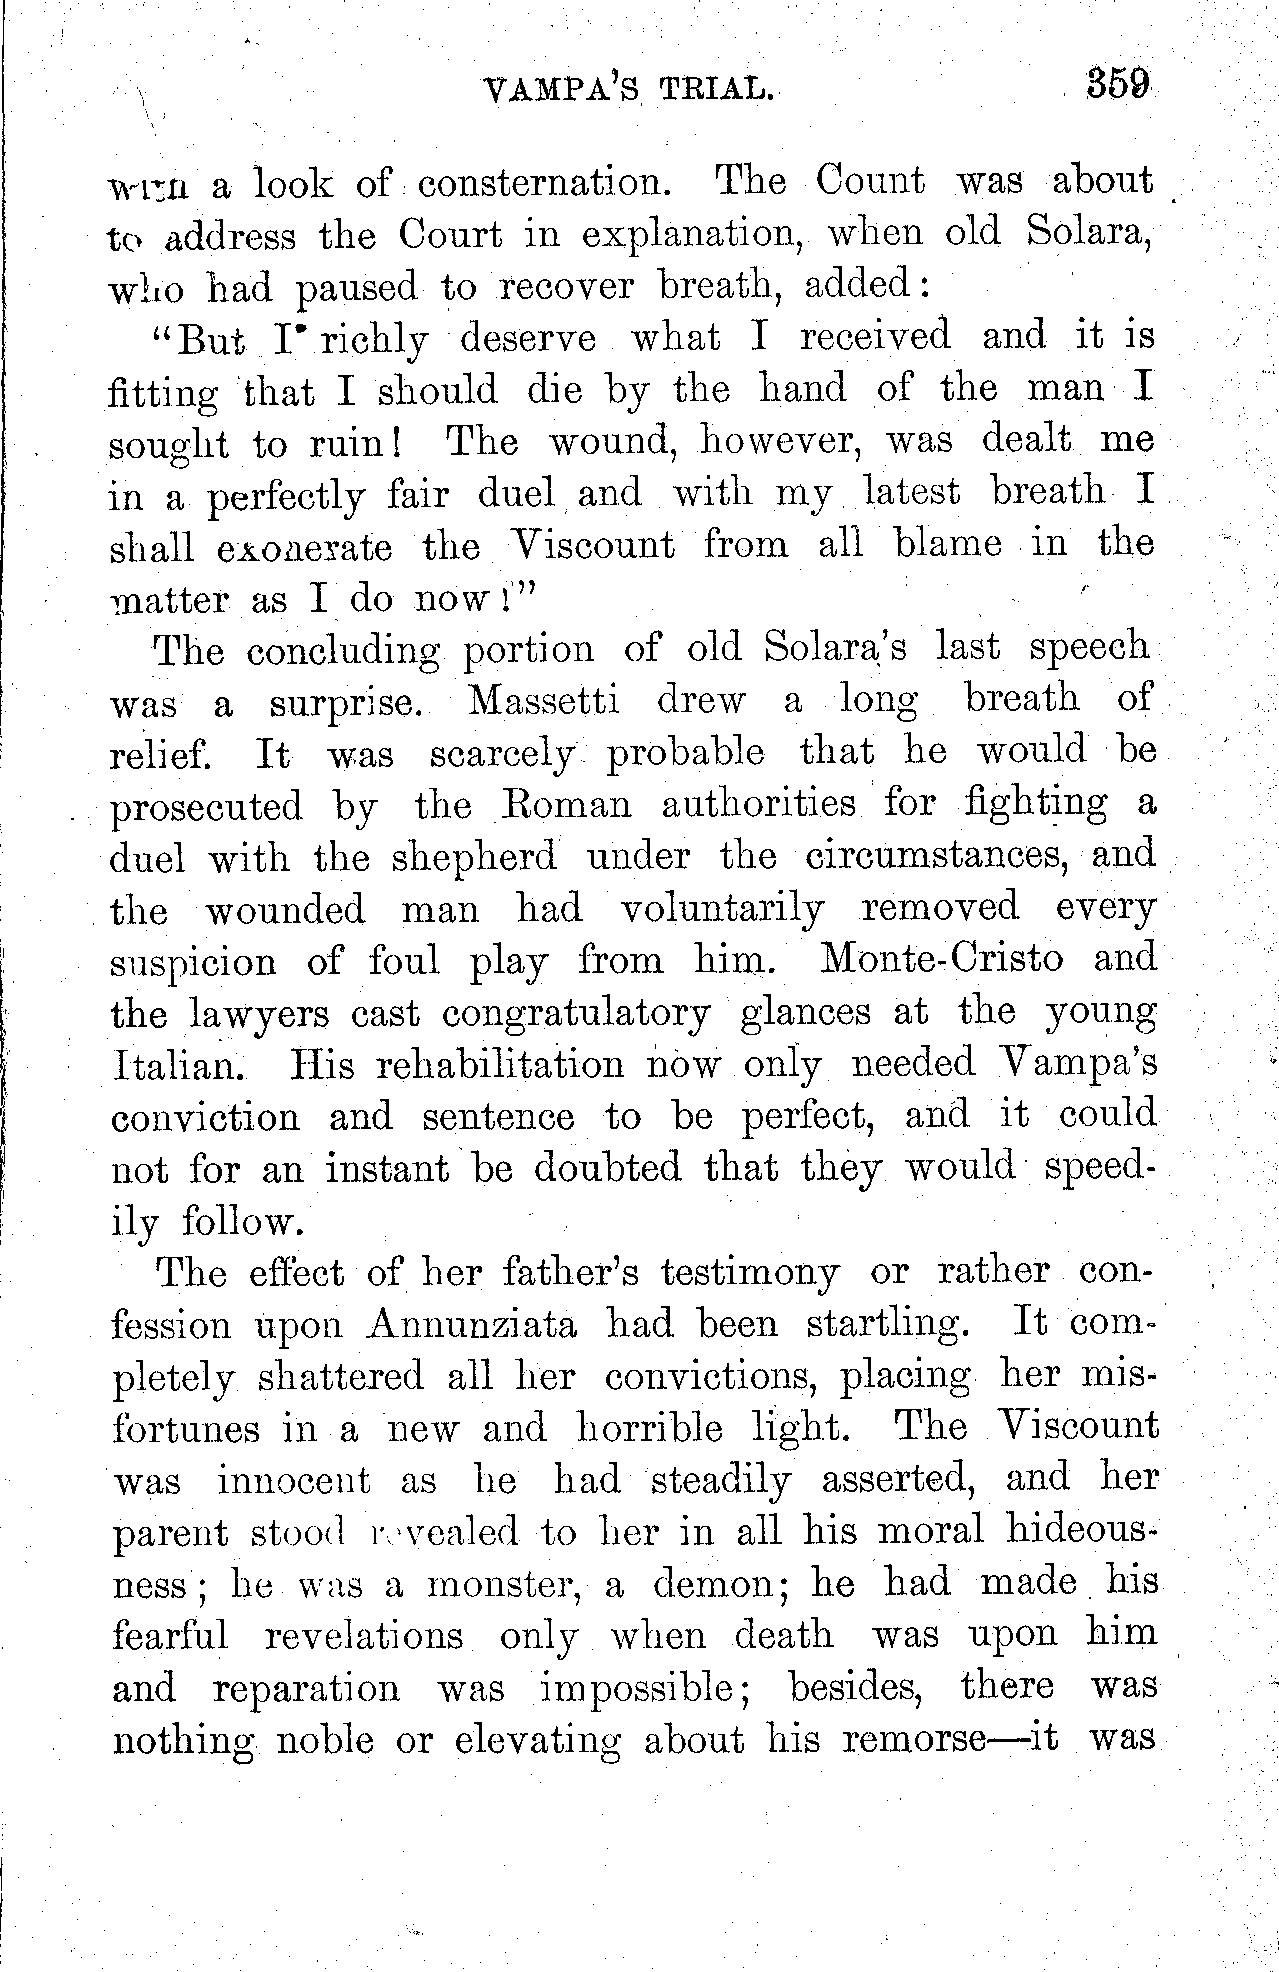 VAMPA'S TRIAL. 359
with a look of consternation. The Count was about
to address the Court in explanation, when old Solara,
who had paused to recover breath, added:
"But I richly deserve what I received and it is
fitting that I should die by the hand of the man I
sought to ruin! The wound, however, was dealt me
in a perfectly fair duel and with my latest breath I
shall exonerate the Viscount from all blame in the
matter as I do now!"
The concluding portion of old Solara's last speech
was a surprise. Massetti drew a long breath of
relief. It was scarcely probable that he would be
prosecuted by the Roman authorities for fighting a
duel with the shepherd under the circumstances, and
the wounded man had voluntarily removed every
suspicion of foul play from him. Monte-Cristo and
the lawyers cast congratulatory glances at the young
Italian. His rehabilitation now only needed Vampa's
conviction and sentence to be perfect, and it could
not for an instant be doubted that they would speed-
ily follow.
The effect of her father's testimony or rather con-
fession upon Annunziata had been startling. It com-
pletely shattered all her convictions, placing her mis-
fortunes in a new and horrible light. The Viscount
was innocent as he had steadily asserted, and her
parent stood revealed to her in all his moral hideous-
ness; he was a monster, a demon; he had made his
fearful revelations only when death was upon him
and reparation was impossible; besides, there was
nothing noble or elevating about his remorse—it was